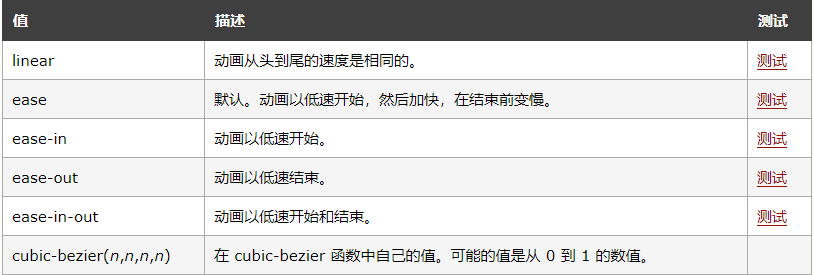 值 描述 测试
linear 动画从头到尾的速度是相同的。 测试
ease 默认。动画以低速开始，然后加快，在结束前变慢。 测试
ease-in 动画以低速开始。 测试
ease-out 动画以低速结束。 测试
ease-in-out 动画以低速开始和结束。 测试
cubic-bezier(n,n,n,n) 在 cubic-bezier 函数中自己的值。可能的值是从 0 到 1 的数值。